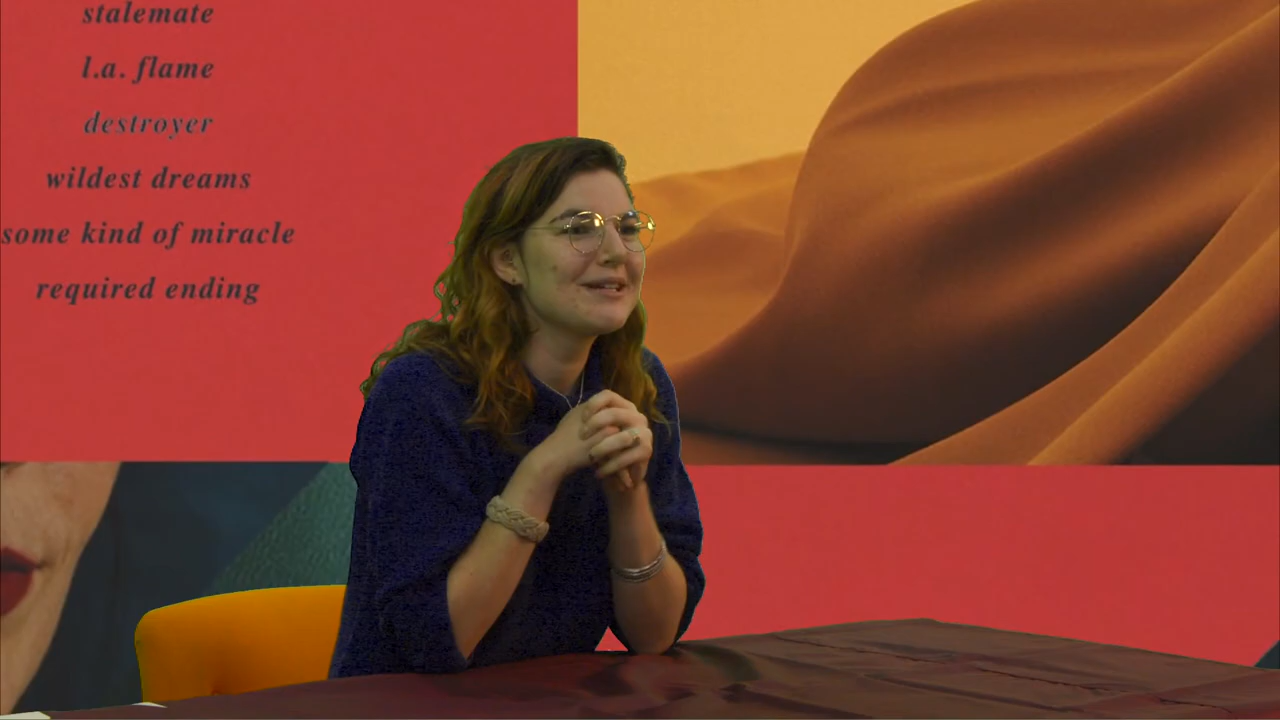 stalemate
l.a. flame
destroyer
wildest dreams
some kind of miracle
required ending